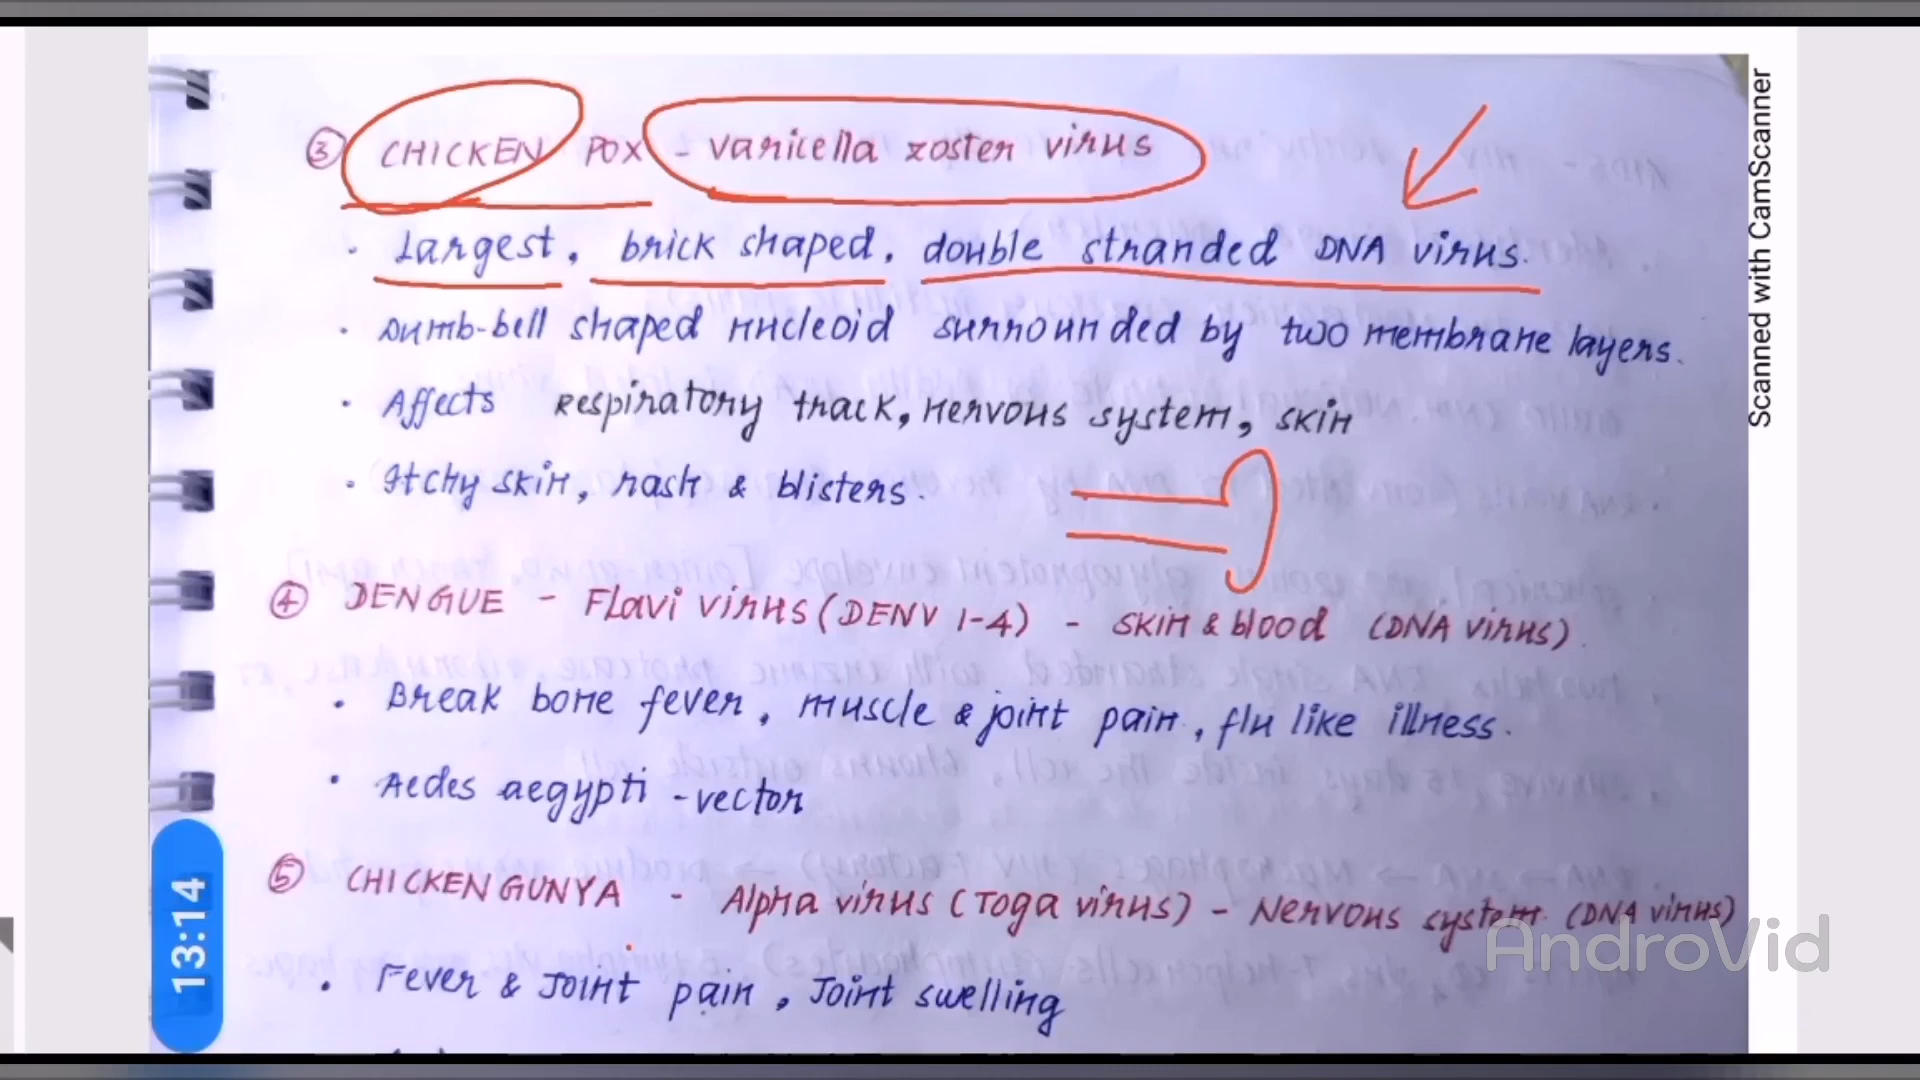 ③ CHICKEN POX - varicella zoster virus
. Largest, brick shaped, double stranded DNA virus.
. Dumb-bell shaped nucleoid surrounded by two membrane layers.
. Affects Respiratory track, nervous system, skin
. Itchy skin, rash & blisters.
④ DENGUE - Flavi virus (DENV 1-4) - skin & blood (DNA virus)
. Break bone fever, muscle & joint pain, flu like illness.
. Aedes aegypti - vector
⑤ CHICKENGUNYA - Alpha virus (Toga virus) - Nervous system (DNA virus)
. Fever & Joint pain, Joint swelling
Scanned with CamScanner
13:14
AndroVid